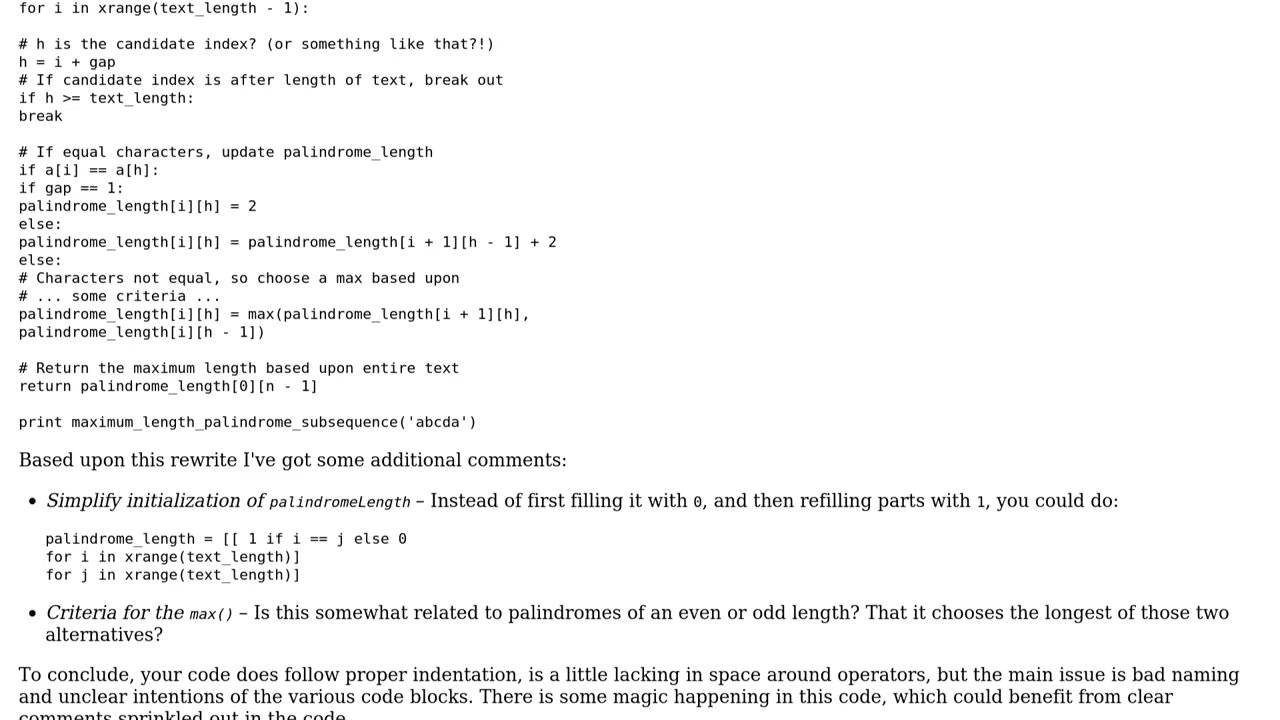 for i in xrange(text_length - 1):
# h is the candidate index? (or something like that?!)
h = i + gap
# If candidate index is after length of text, break out
if h >= text_length:
break
# If equal characters, update palindrome_length
if a[i] == a[h]:
if gap == 1:
palindrome_length[i][h] = 2
else:
palindrome_length[i][h] = palindrome_length[i + 1][h - 1] + 2
else:
# Characters not equal, so choose a max based upon
# ... some criteria ...
palindrome_length[i][h] = max(palindrome_length[i + 1][h],
palindrome_length[i][h - 1])
# Return the maximum length based upon entire text
return palindrome_length[0][n - 1]
print maximum_length_palindrome_subsequence('abcda')
Based upon this rewrite I've got some additional comments:
• Simplify initialization of palindromeLength – Instead of first filling it with 0, and then refilling parts with 1, you could do:
palindrome_length = [[ 1 if i == j else 0
for i in xrange(text_length)]
for j in xrange(text_length)]
• Criteria for the max() – Is this somewhat related to palindromes of an even or odd length? That it chooses the longest of those two
alternatives?
To conclude, your code does follow proper indentation, is a little lacking in space around operators, but the main issue is bad naming
and unclear intentions of the various code blocks. There is some magic happening in this code, which could benefit from clear
comments sprinkled out in the code.